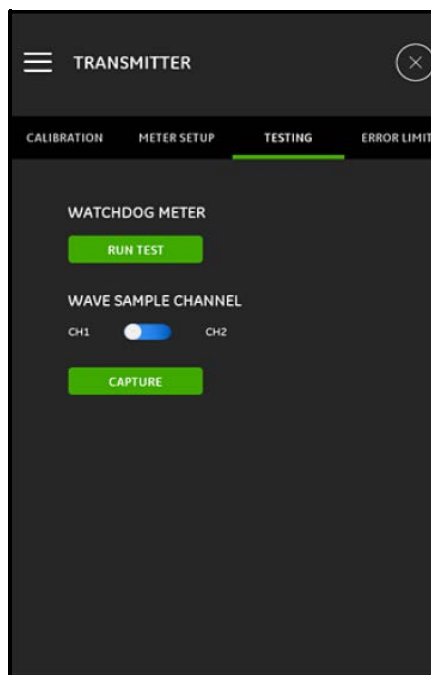 TRANSMITTER
CALIBRATION METER SETUP TESTING ERROR LIMIT
WATCHDOG METER
RUN TEST
WAVE SAMPLE CHANNEL
CH1 CH2
CAPTURE